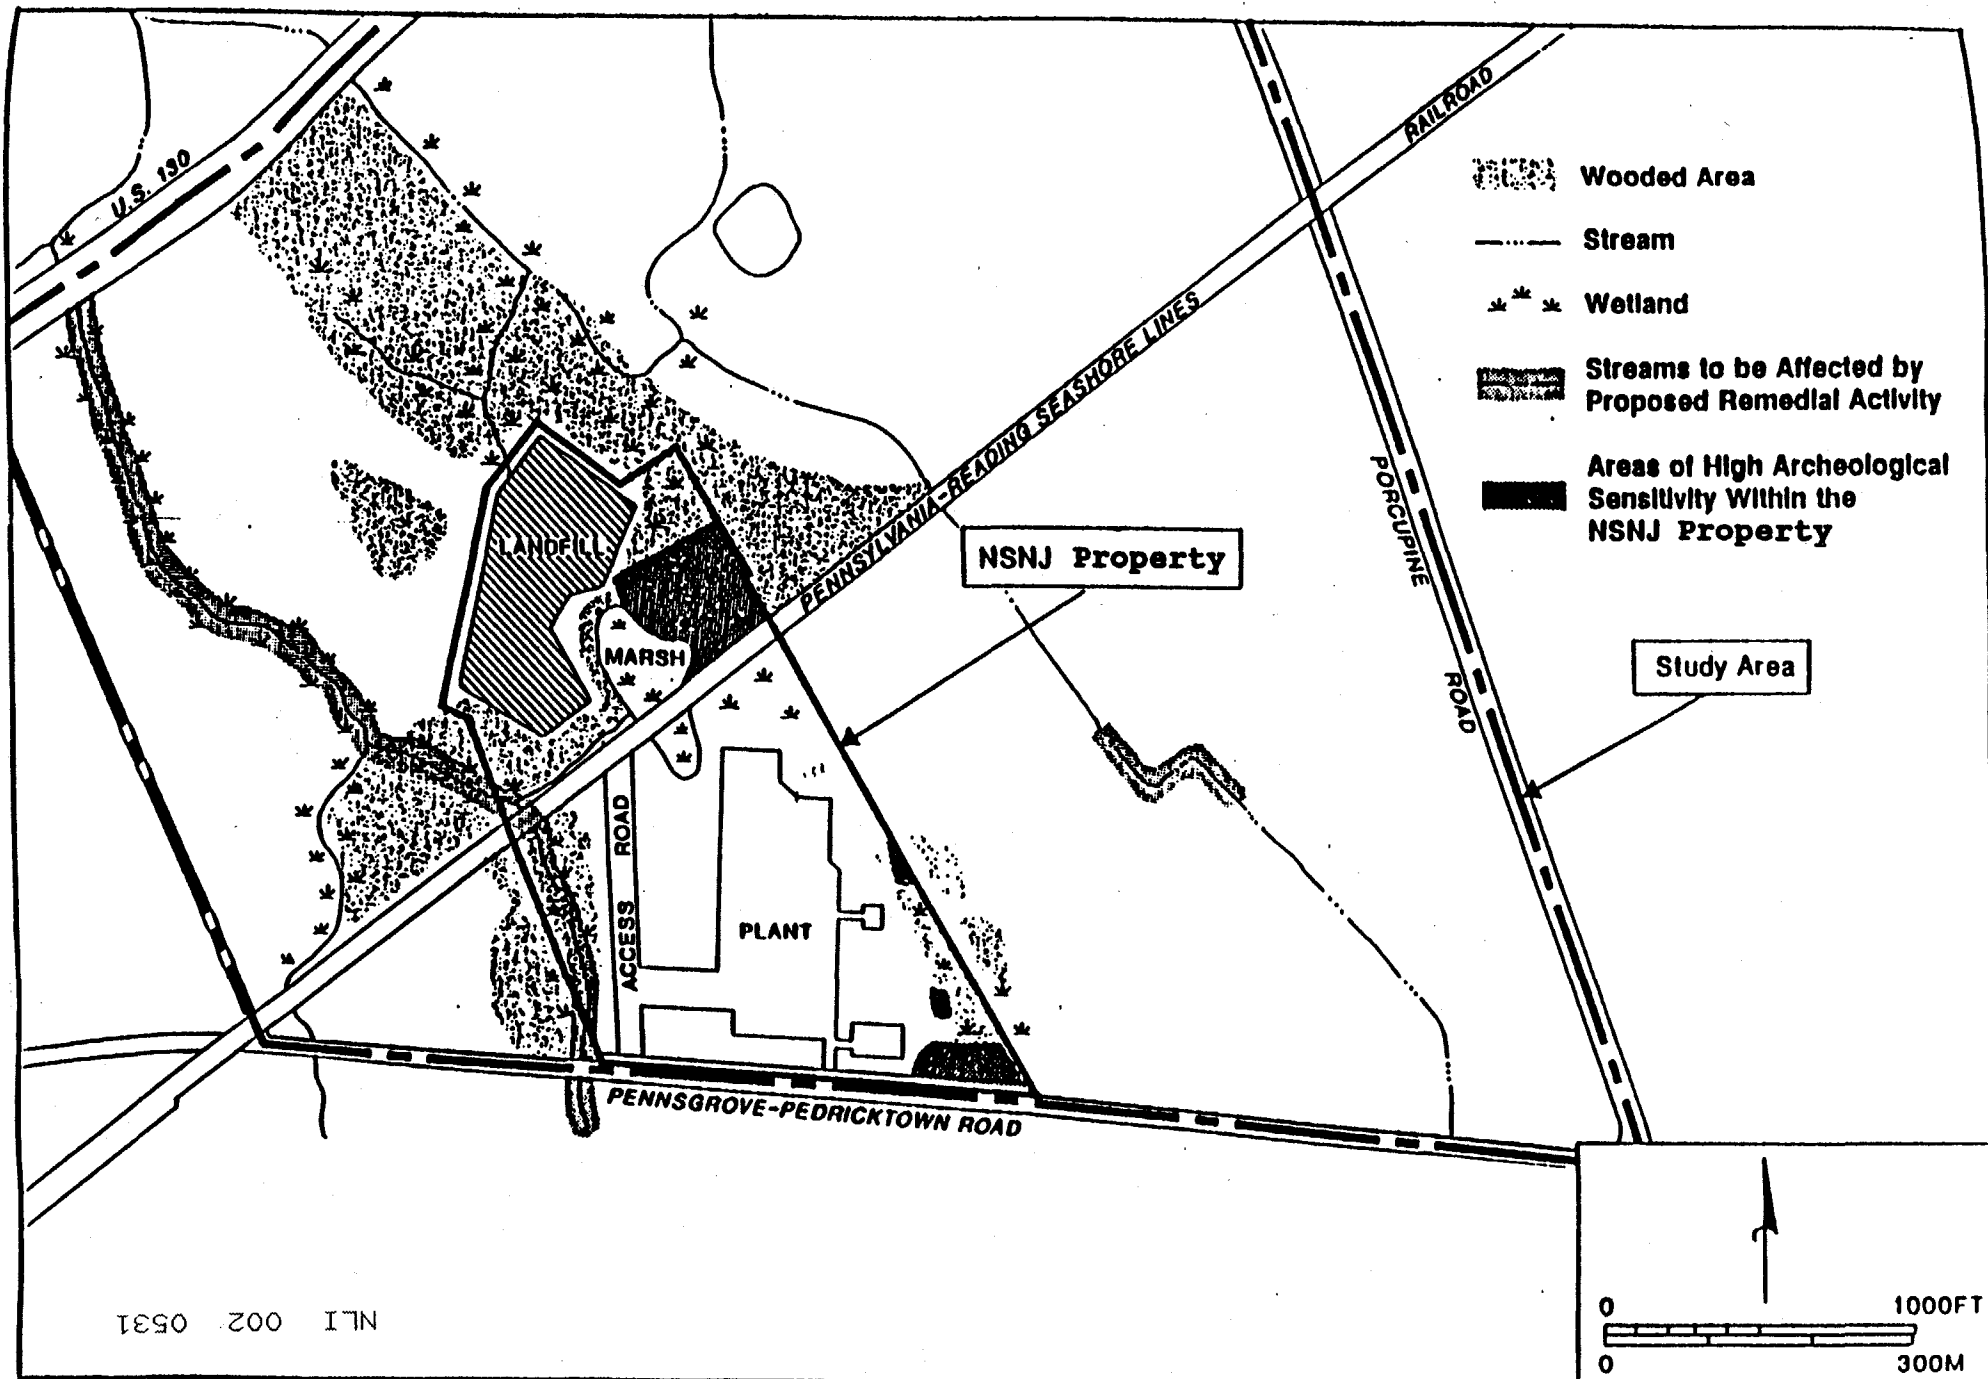 U.S. 130
RAILROAD
PENNSYLVANIA-READING SEASHORE LINES
Wooded Area
Stream
Wetland
Streams to be Affected by
Proposed Remedial Activity
Areas of High Archeological
Sensitivity Within the
NSNJ Property
PORCUPINE
ROAD
LANDFILL
NSNJ Property
MARSH
Study Area
ACCESS ROAD
PLANT
PENNSGROVE-PEDRICKTOWN ROAD
NLI 002 0531
0 1000FT
0 300M